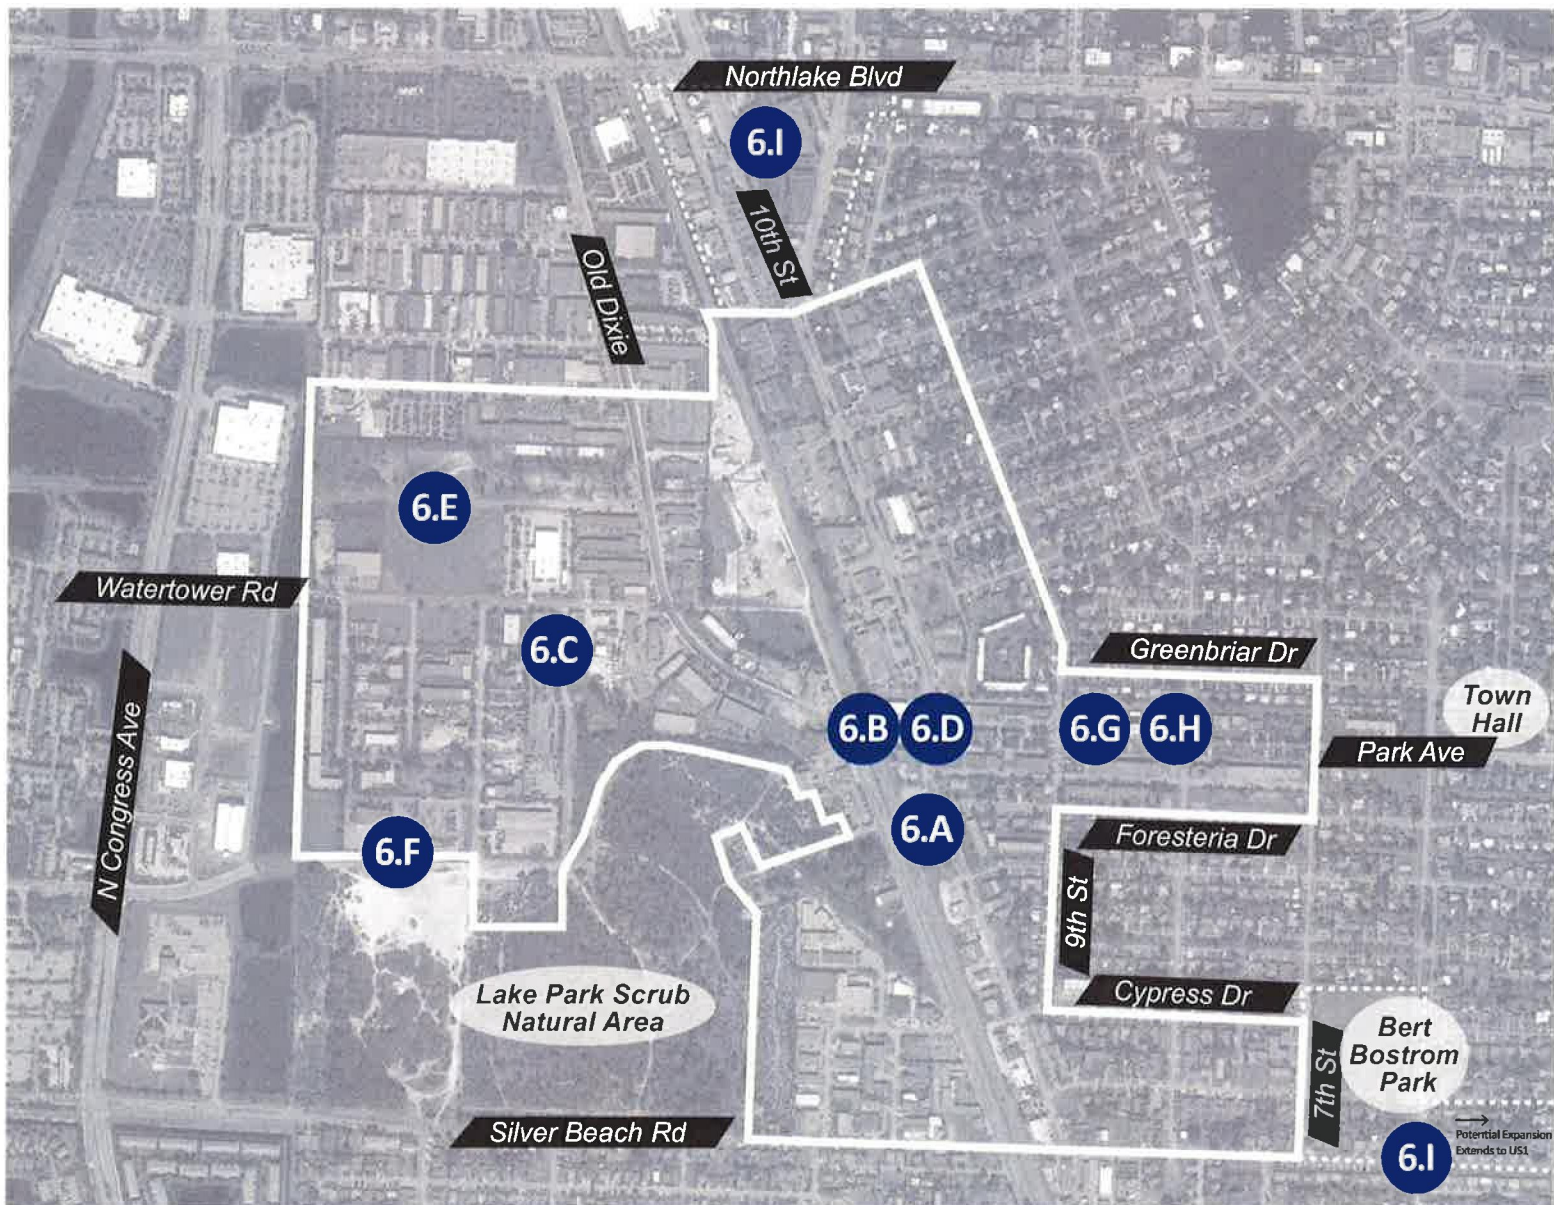 Northlake Blvd
6.I
10th St
Old Dixie
6.E
Watertower Rd
6.C
Greenbriar Dr
Town
Hall
N Congress Ave
6.B
6.D
6.G
6.H
Park Ave
6.A
Foresteria Dr
6.F
9th St
Cypress Dr
Lake Park Scrub
Natural Area
Bert
Bostrom
Park
7th St
Silver Beach Rd
6.I
Potential Expansion
Extends to US1